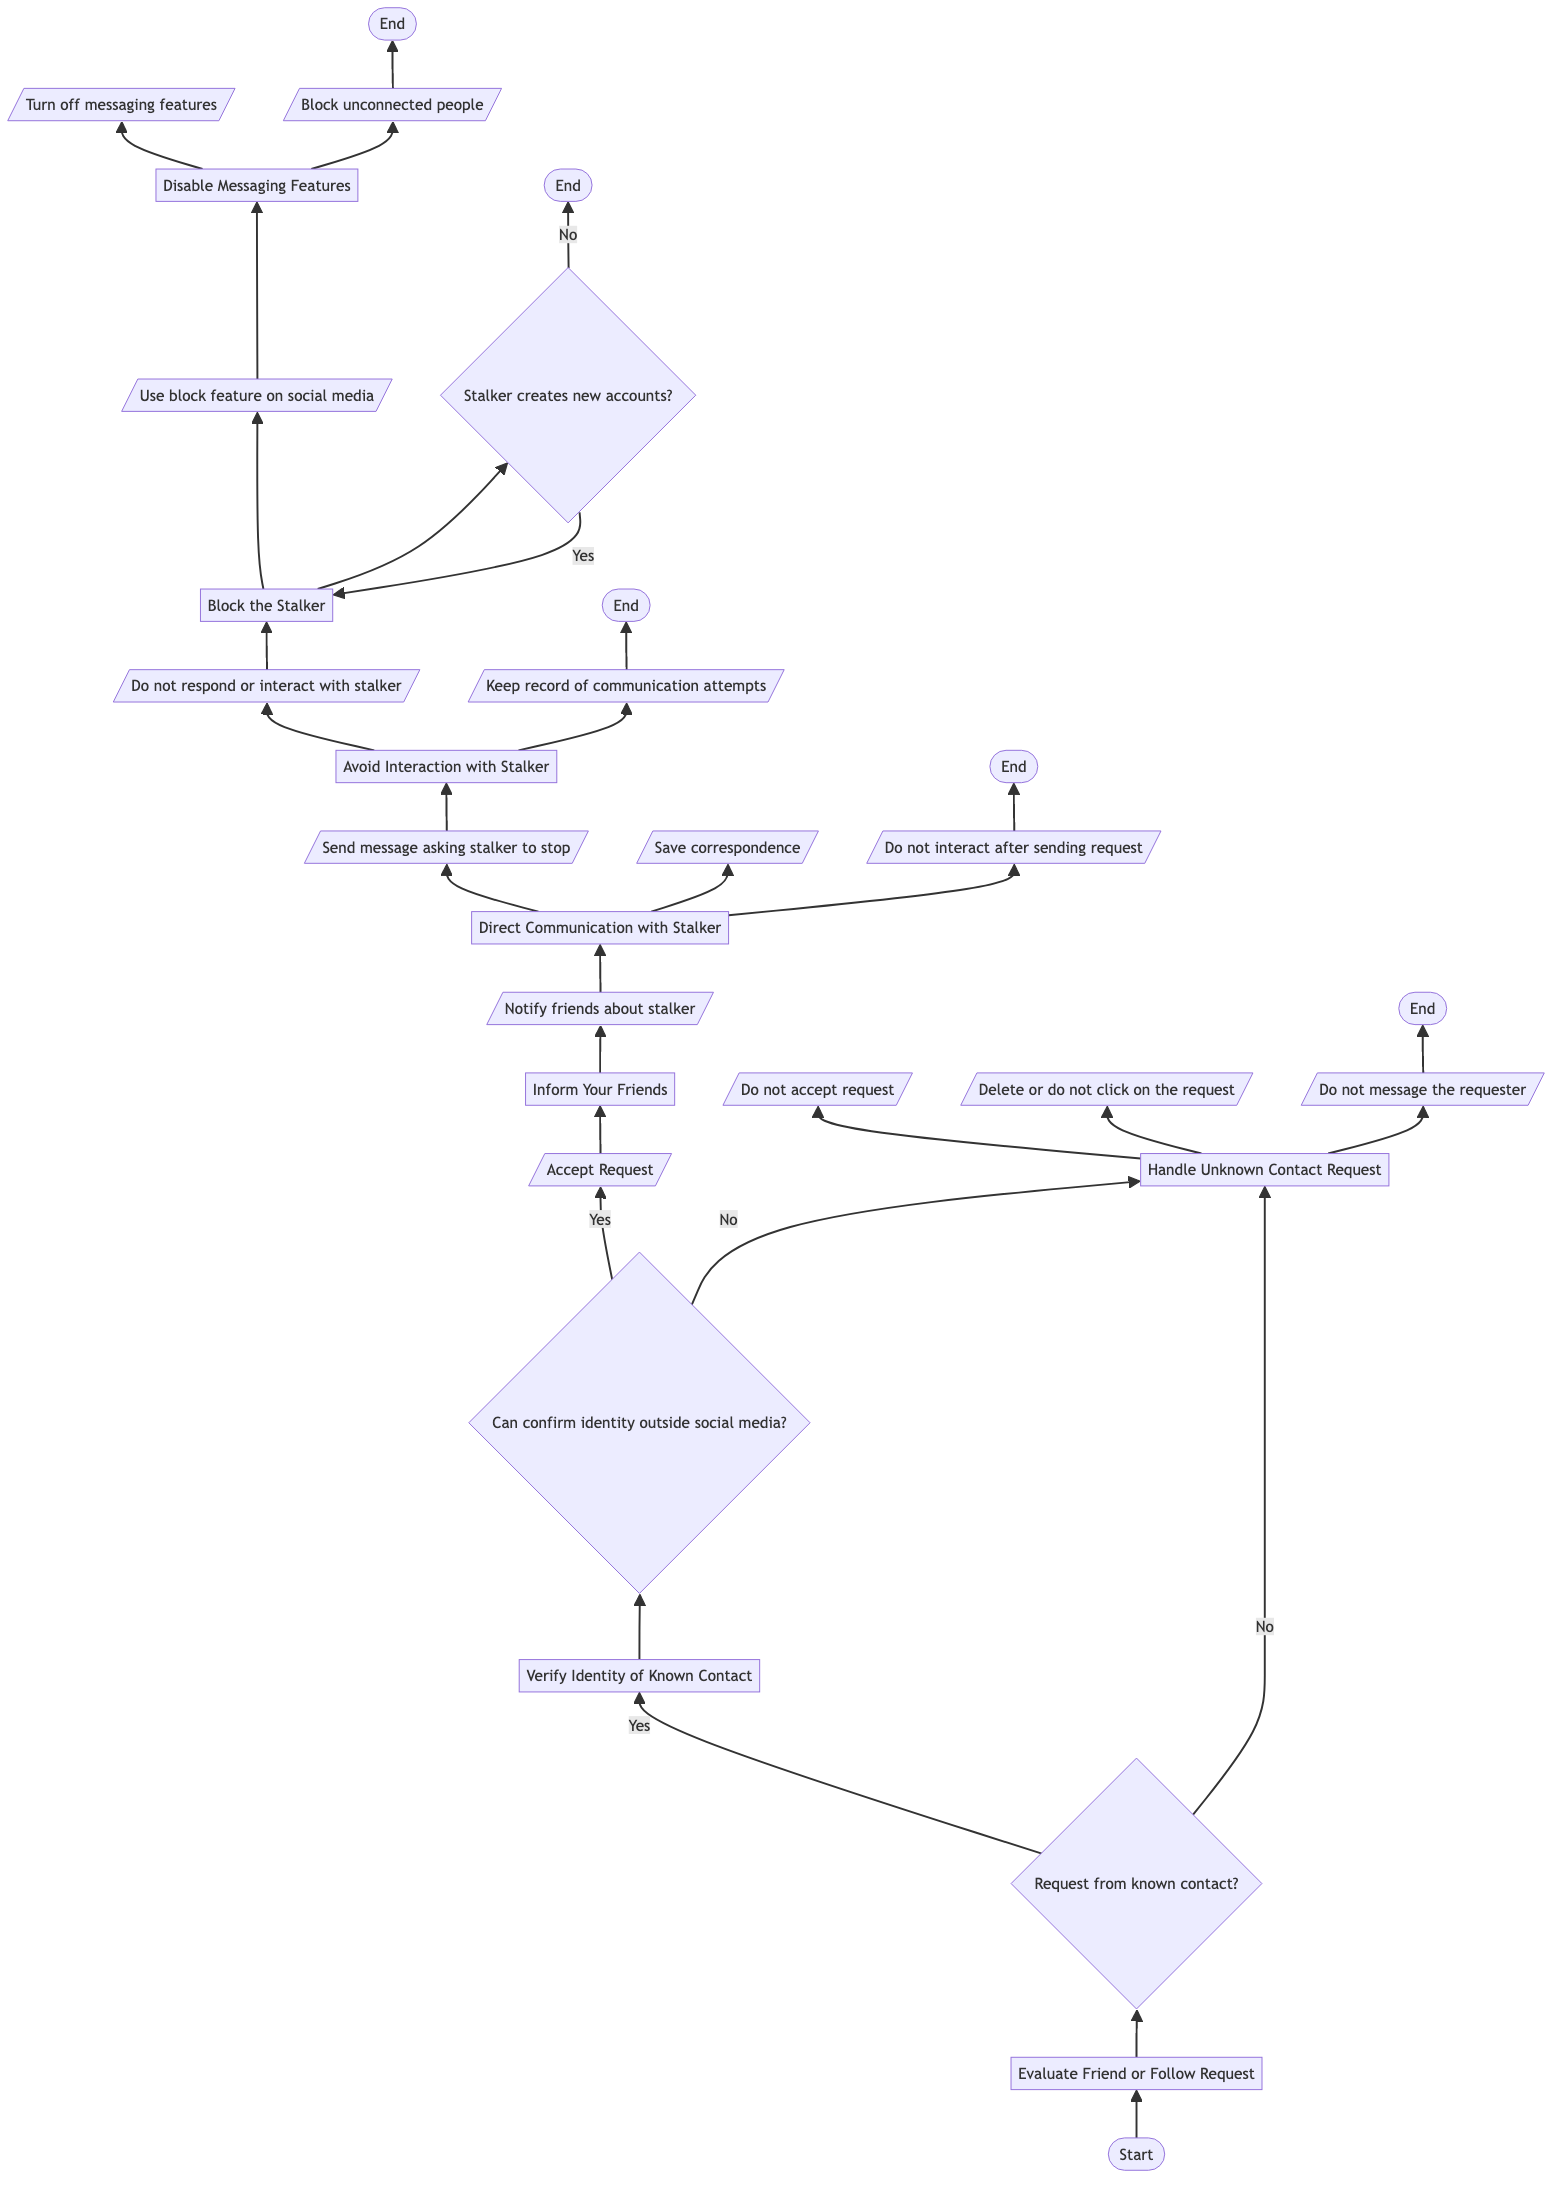 End
Turn off messaging features
Block unconnected people
Disable Messaging Features
End
No
Use block feature on social media
Stalker creates new accounts?
Yes
Block the Stalker
End
Do not respond or interact with stalker
Keep record of communication attempts
Avoid Interaction with Stalker
End
Send message asking stalker to stop
Save correspondence
Do not interact after sending request
Direct Communication with Stalker
Notify friends about stalker
End
Inform Your Friends
Do not accept request
Delete or do not click on the request
Do not message the requester
Accept Request
Handle Unknown Contact Request
Yes
No
Can confirm identity outside social media?
No
Verify Identity of Known Contact
Yes
Request from known contact?
Evaluate Friend or Follow Request
Start